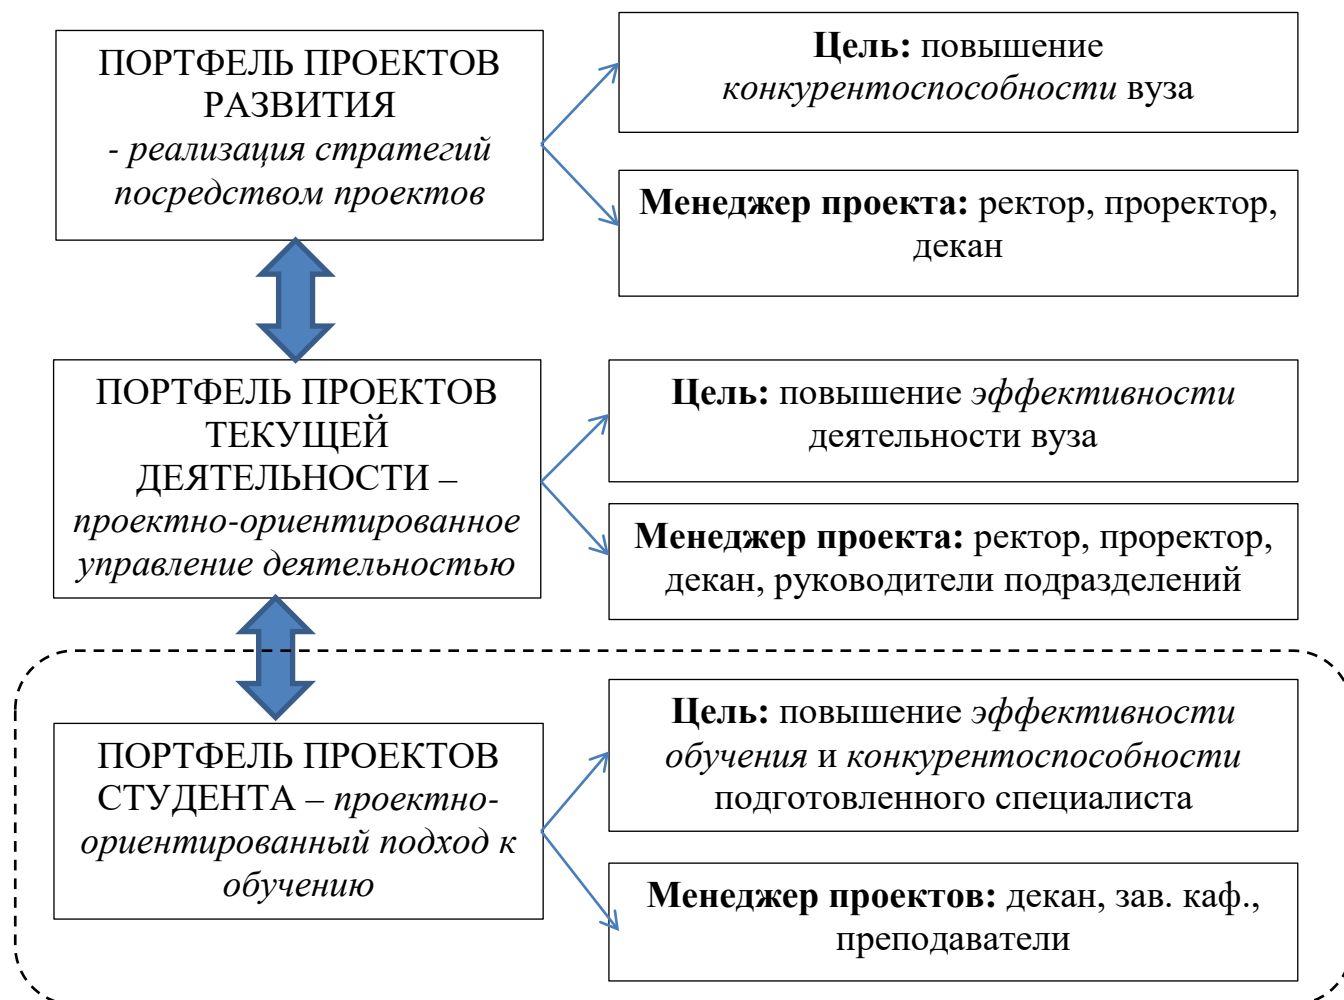 ПОРТФЕЛЬ ПРОЕКТОВ
РАЗВИТИЯ
- реализация стратегий
посредством проектов
Цель: повышение
конкурентоспособности вуза
Менеджер проекта: ректор, проректор,
декан
ПОРТФЕЛЬ ПРОЕКТОВ
ТЕКУЩЕЙ
ДЕЯТЕЛЬНОСТИ –
проектно-ориентированное
управление деятельностью
Цель: повышение эффективности
деятельности вуза
Менеджер проекта: ректор, проректор,
декан, руководители подразделений
ПОРТФЕЛЬ ПРОЕКТОВ
СТУДЕНТА – проектно-
ориентированный подход к
обучению
Цель: повышение эффективности
обучения и конкурентоспособности
подготовленного специалиста
Менеджер проектов: декан, зав. каф.,
преподаватели